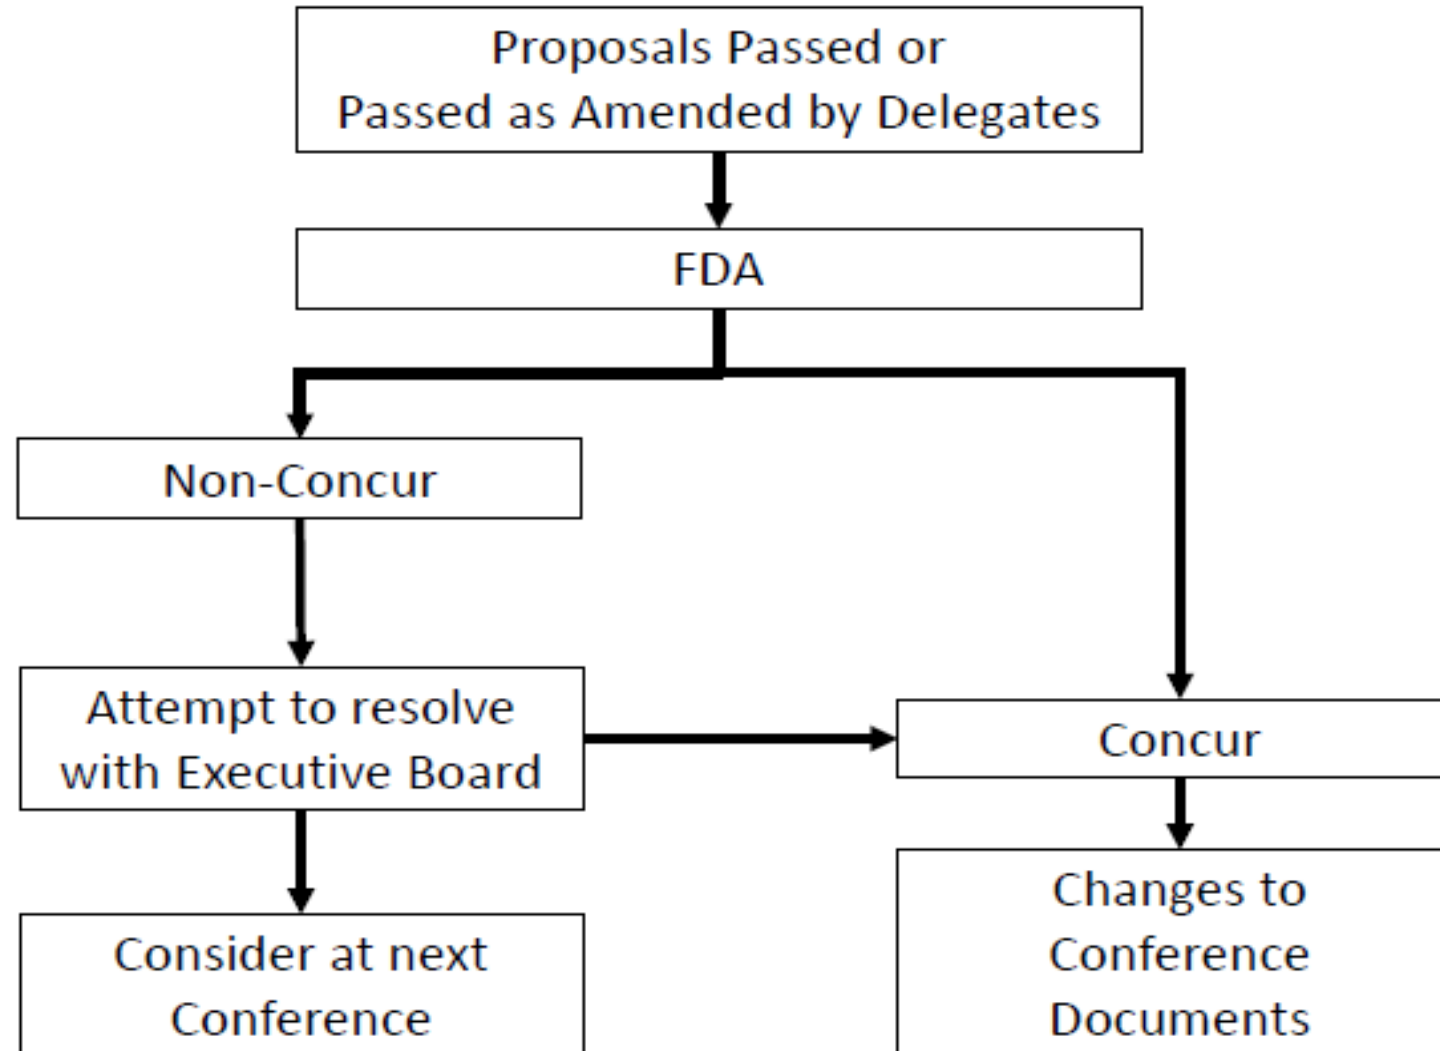 Proposals Passed or
Passed as Amended by Delegates
FDA
Non-Concur
Attempt to resolve
with Executive Board
Concur
Consider at next
Conference
Changes to
Conference
Documents